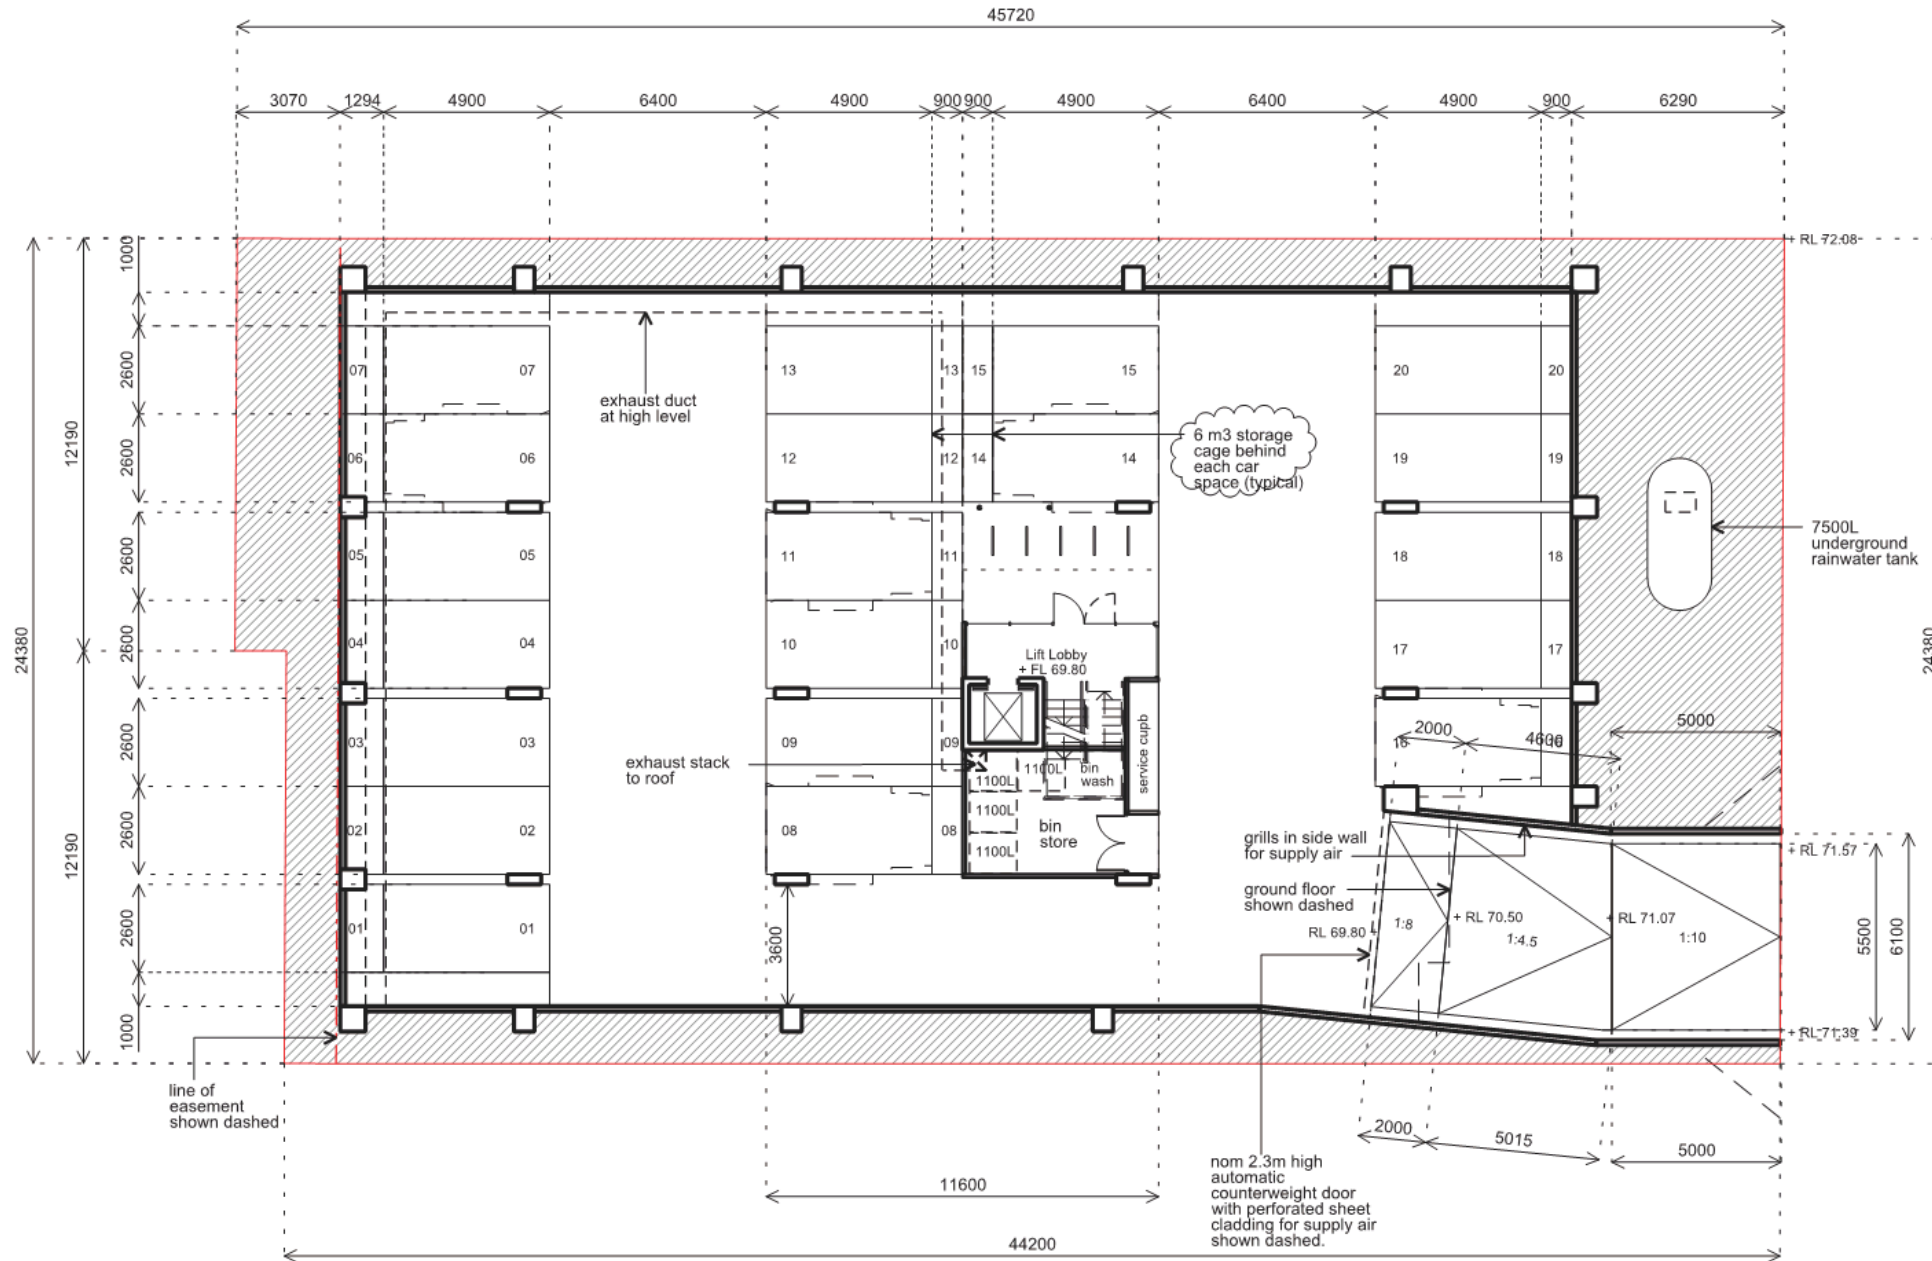 45720
3070 1294 4900 6400 4900 900 900 4900 6400 4900 900 6290
+ RL 72.08
1000
2600
2600
2600
2600
2600
2600
2600
1000
12190
12190
24380
24380
07 07 13 13 15 15 20 20
exhaust duct
at high level
6 m3 storage
cage behind
each car
space (typical)
06 06 12 12 14 14 19 19
7500L
underground
rainwater tank
05 05 11 11 18 18
04 04 10 10 17 17
Lift Lobby
+ FL 69.80
03 03 09 09 16 16
2000
4600
5000
service cupb
exhaust stack
to roof
1100L
1100L
bin
wash
1100L
1100L
bin
store
02 02 08 08
grills in side wall
for supply air
ground floor
shown dashed
+ RL 71.57
01 01
3600
RL 69.80 +
1:8
+ RL 70.50
1:4.5
+ RL 71.07
1:10
5500
6100
+ RL 71.39
line of
easement
shown dashed
2000
5015
5000
nom 2.3m high
automatic
counterweight door
with perforated sheet
cladding for supply air
shown dashed.
11600
44200